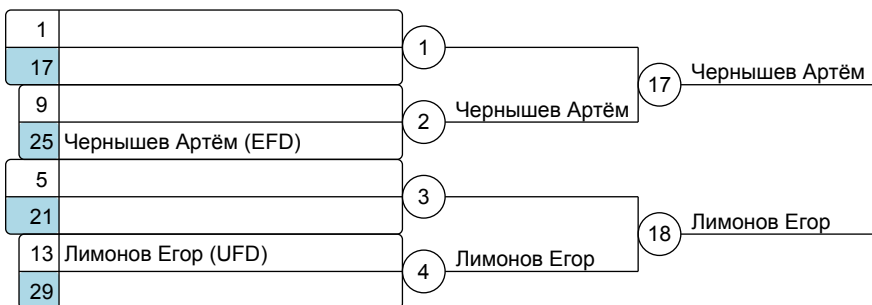 1
17
1
9
25 Чернышев Артём (EFD)
2
Чернышев Артём
17
Чернышев Артём
5
21
3
13 Лимонов Егор (UFD)
29
4
Лимонов Егор
18
Лимонов Егор